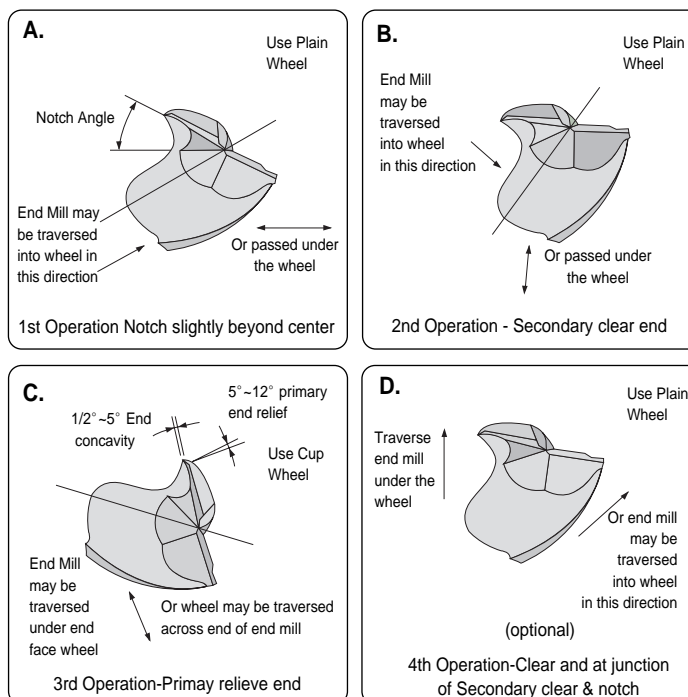 A.
Use Plain
Wheel
Notch Angle
End Mill may
be traversed
into wheel in
this direction
Or passed under
the wheel
1st Operation Notch slightly beyond center
B.
Use Plain
Wheel
End Mill
may be
traversed
into wheel
in this direction
Or passed under
the wheel
2nd Operation - Secondary clear end
C.
5°~12° primary
end relief
1/2°~5° End
concavity
Use Cup
Wheel
End Mill
may be
traversed
under end
face wheel
Or wheel may be traversed
across end of end mill
3rd Operation-Primay relieve end
D.
Use Plain
Wheel
Traverse
end mill
under the
wheel
Or end mill
may be
traversed
into wheel
in this direction
(optional)
4th Operation-Clear and at junction
of Secondary clear & notch